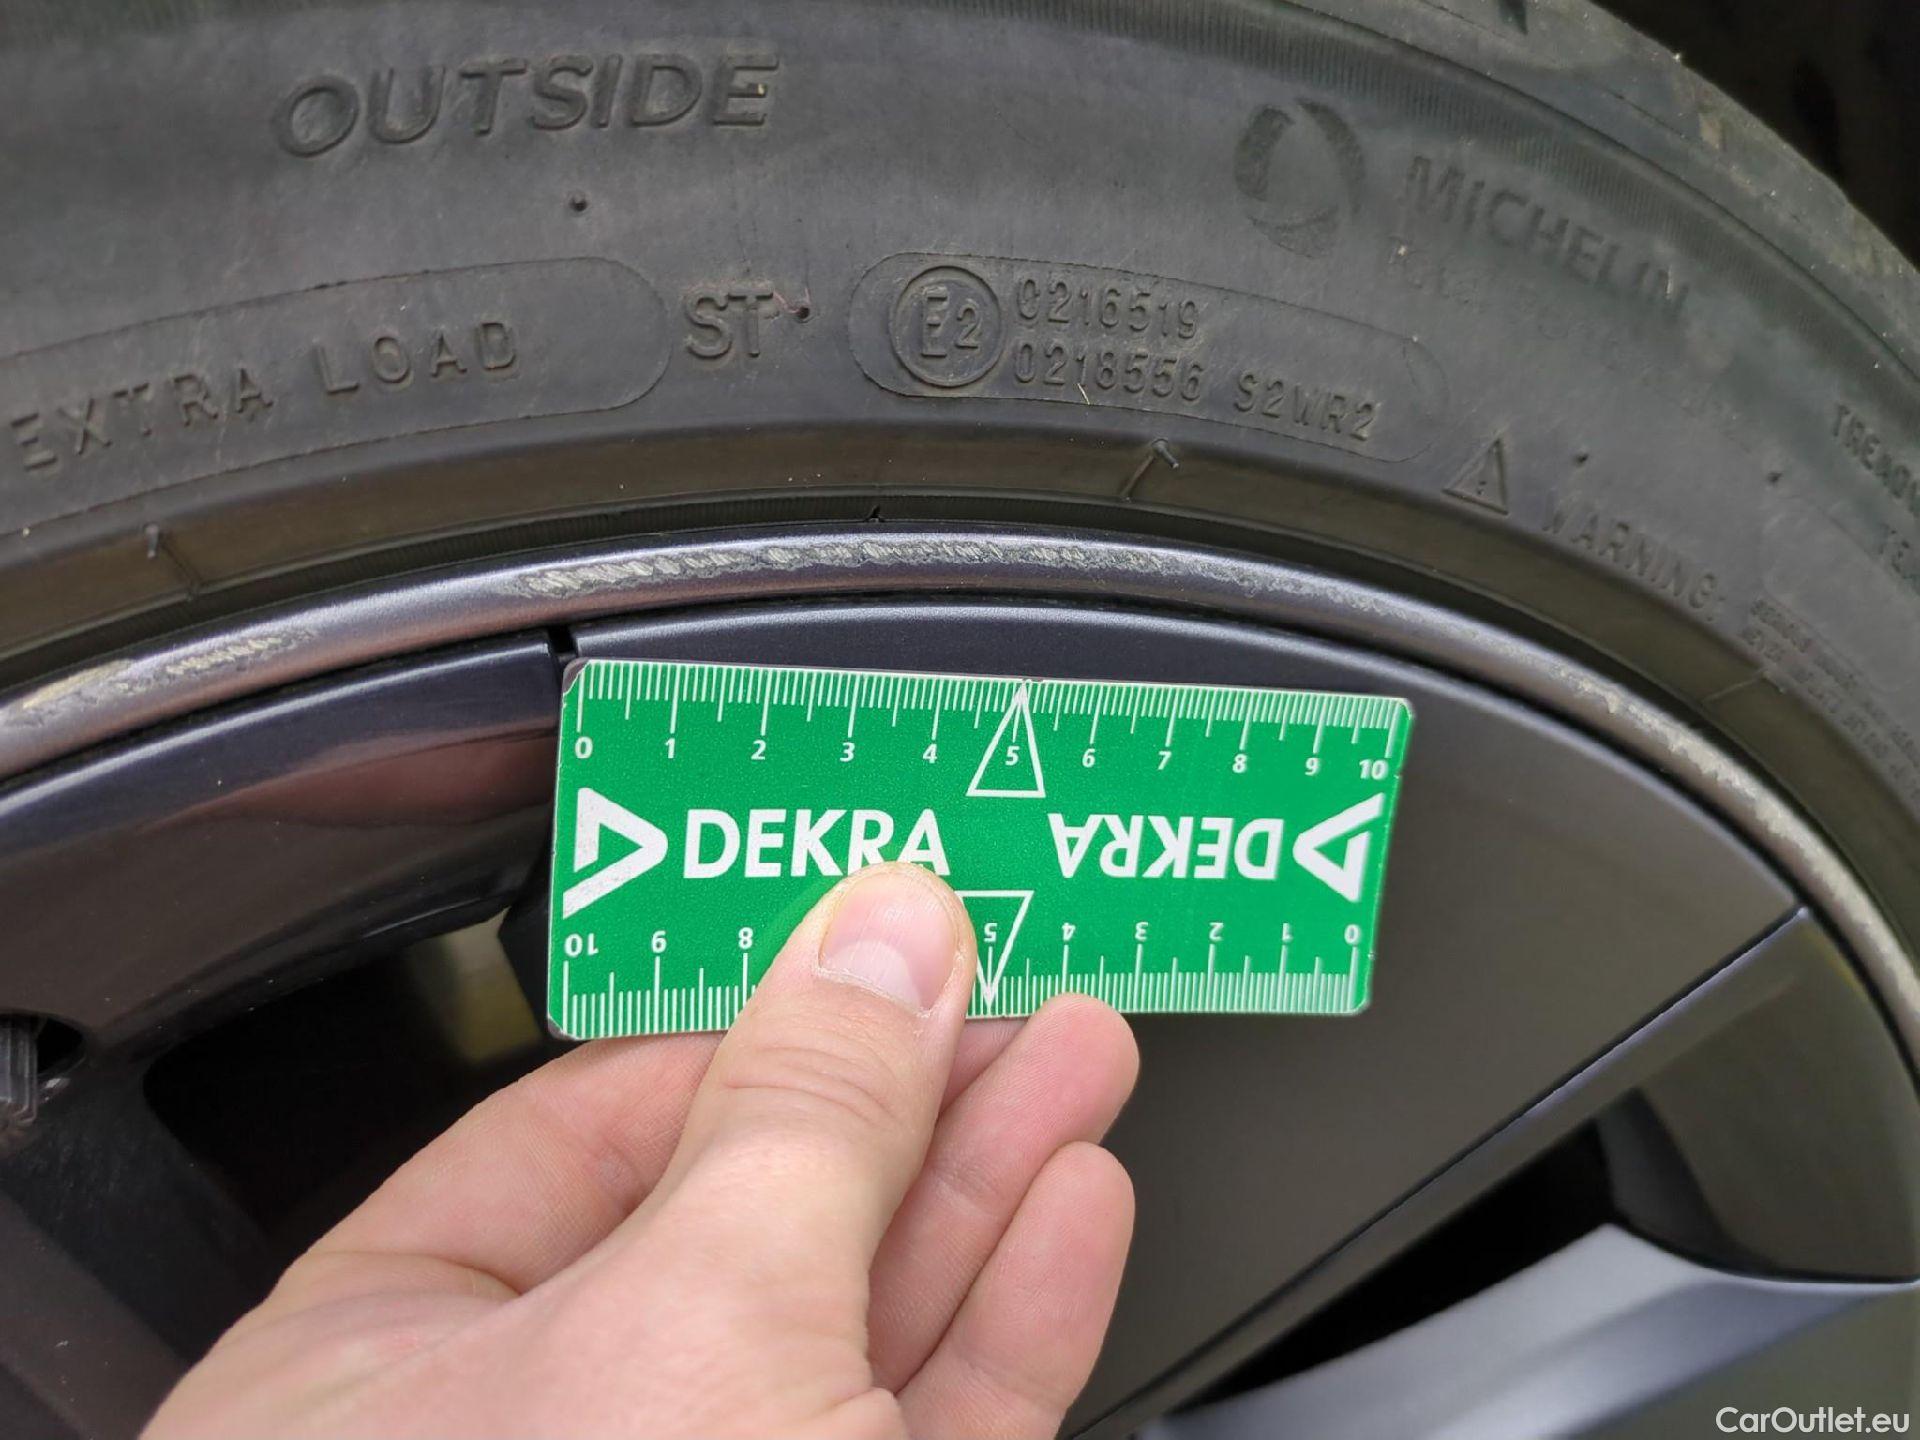 OUTSIDE
MICHELIN
EXTRA LOAD
ST
E2
0216519
0218556 S2WR2
WARNING:
0 1 2 3 4 5 6 7 8 9 10
DEKRA
DEKRA
10 9 8
5 4 3 2 1 0
CarOutlet.eu